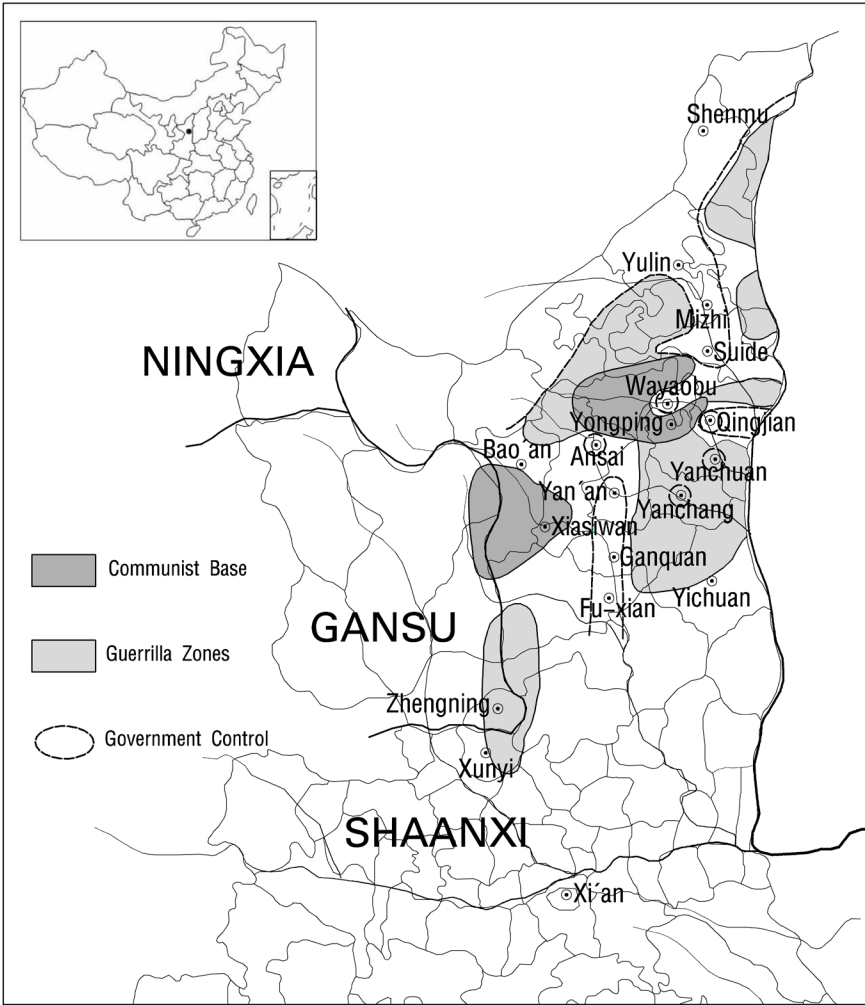 Shenmu
Yulin
Mizhi
Suide
NINGXIA
Wayaobu
Yongping
Qingjian
Bao´an
Ansai
Yanchuan
Yan´an
Yanchang
Xiasiwan
Ganquan
Communist Base
Yichuan
Fu-xian
GANSU
Guerrilla Zones
Zhengning
Government Control
Xunyi
SHAANXI
Xi´an